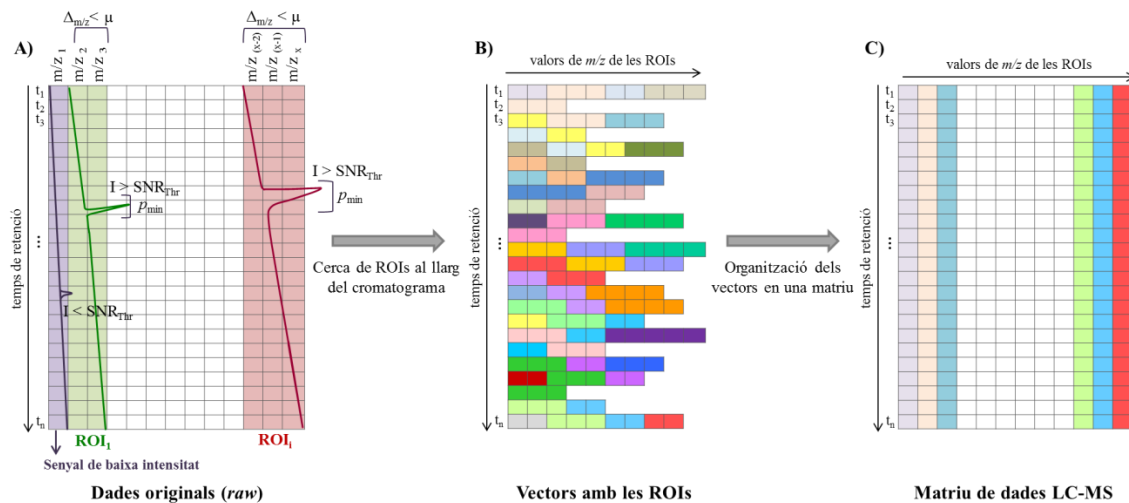 A)
Δm/z < μ
Δm/z < μ
m/z 1
m/z 2
m/z 3
m/z (x-2)
m/z (x-1)
m/z x
t1
t2
t3
...
tn
temps de retenció
I > SNRThr
pmin
I < SNRThr
I > SNRThr
pmin
ROI1
ROIi
Senyal de baixa intensitat
Dades originals (raw)
Cerca de ROIs al llarg
del cromatograma
B)
valors de m/z de les ROIs
t1
t2
t3
...
tn
temps de retenció
Vectors amb les ROIs
Organització dels
vectors en una matriu
C)
valors de m/z de les ROIs
t1
t2
t3
...
tn
temps de retenció
Matriu de dades LC-MS